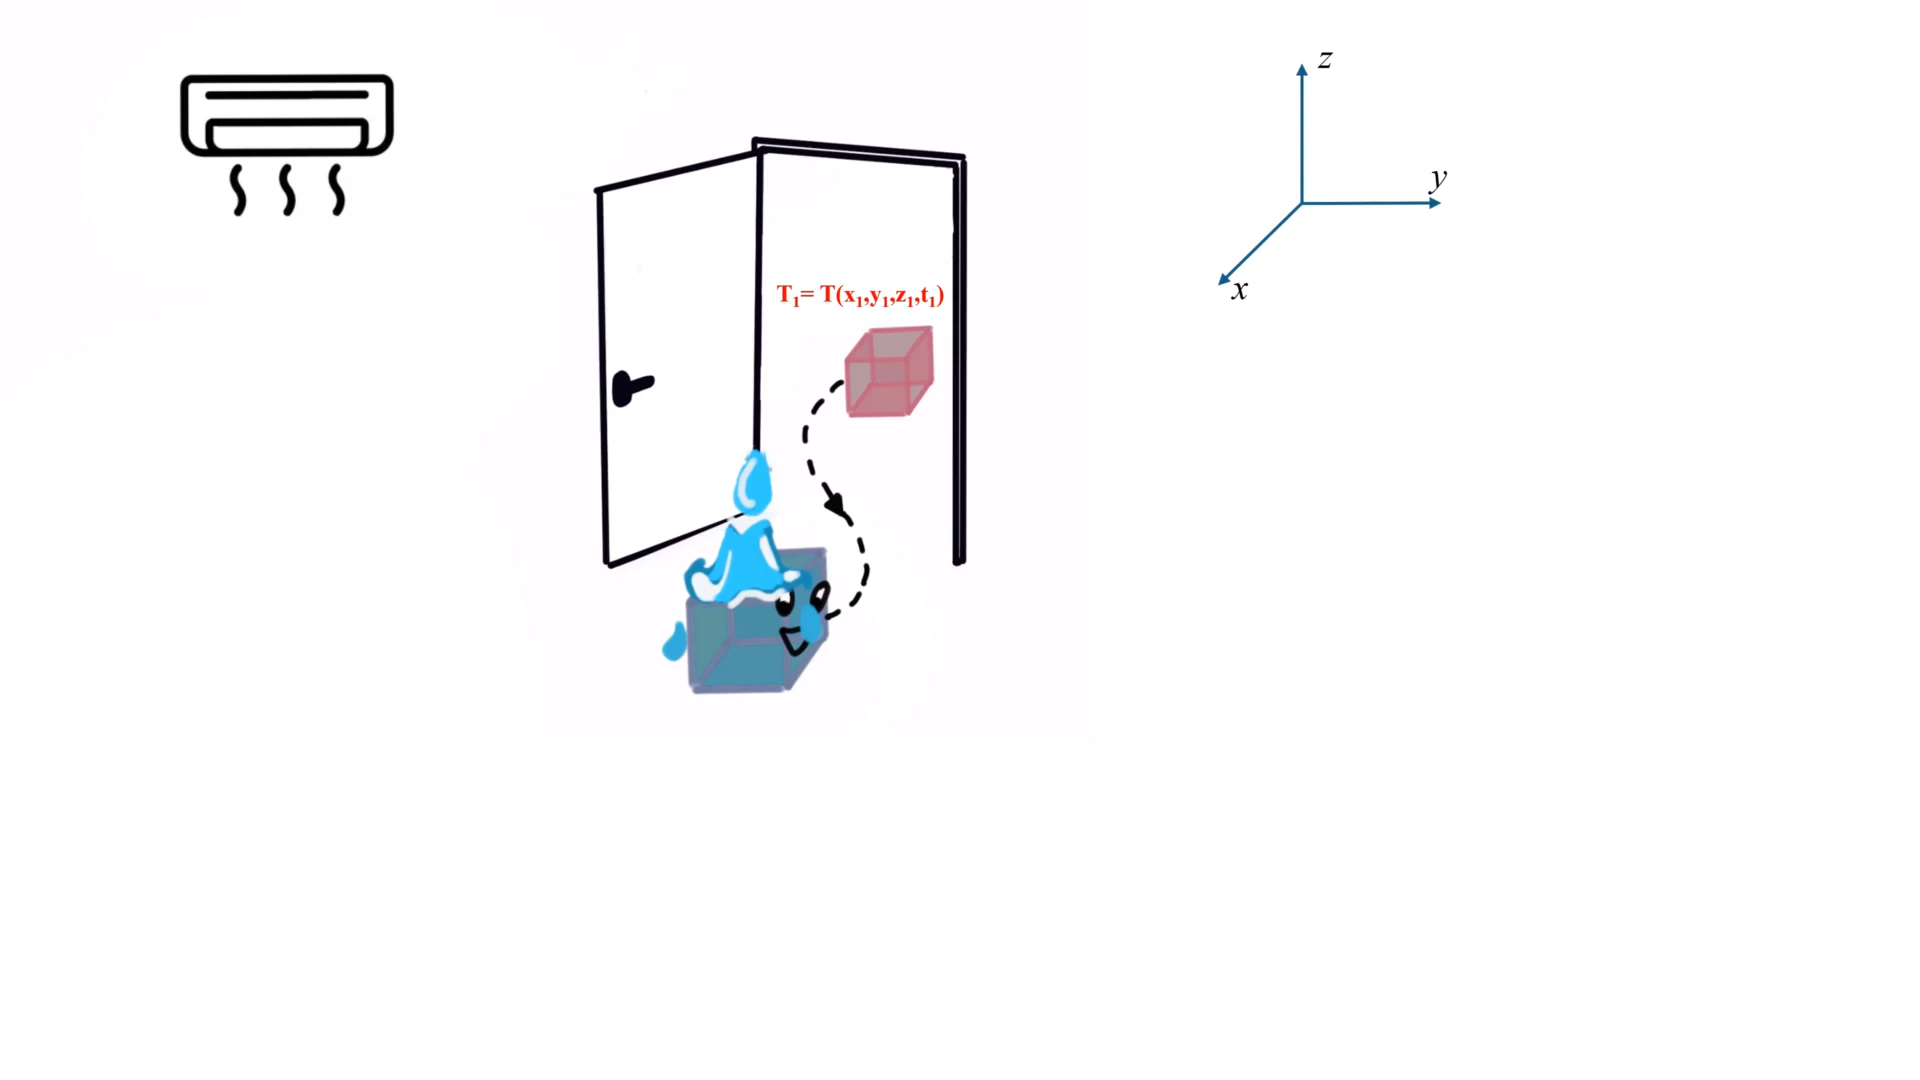 z
y
x
T₁= T(x₁,y₁,z₁,t₁)